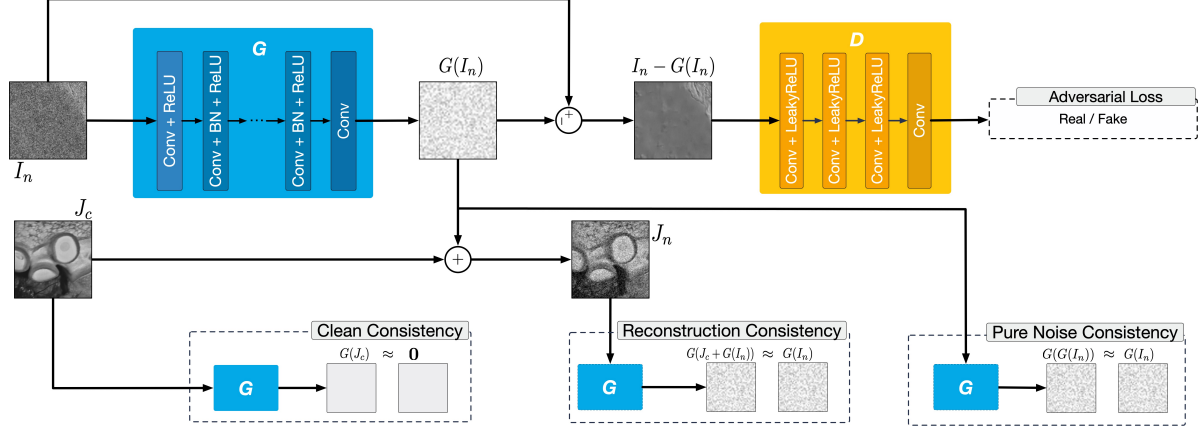 G
D
G(I_n)
I_n − G(I_n)
Conv + ReLU
Conv + BN + ReLU
....
Conv + BN + ReLU
Conv
− +
Conv + LeakyReLU
Conv + LeakyReLU
Conv + LeakyReLU
Conv
Adversarial Loss
Real / Fake
I_n
J_c
J_n
+
Clean Consistency
G(J_c) ≈ 0
G
Reconstruction Consistency
G(J_c + G(I_n)) ≈ G(I_n)
G
Pure Noise Consistency
G(G(I_n)) ≈ G(I_n)
G